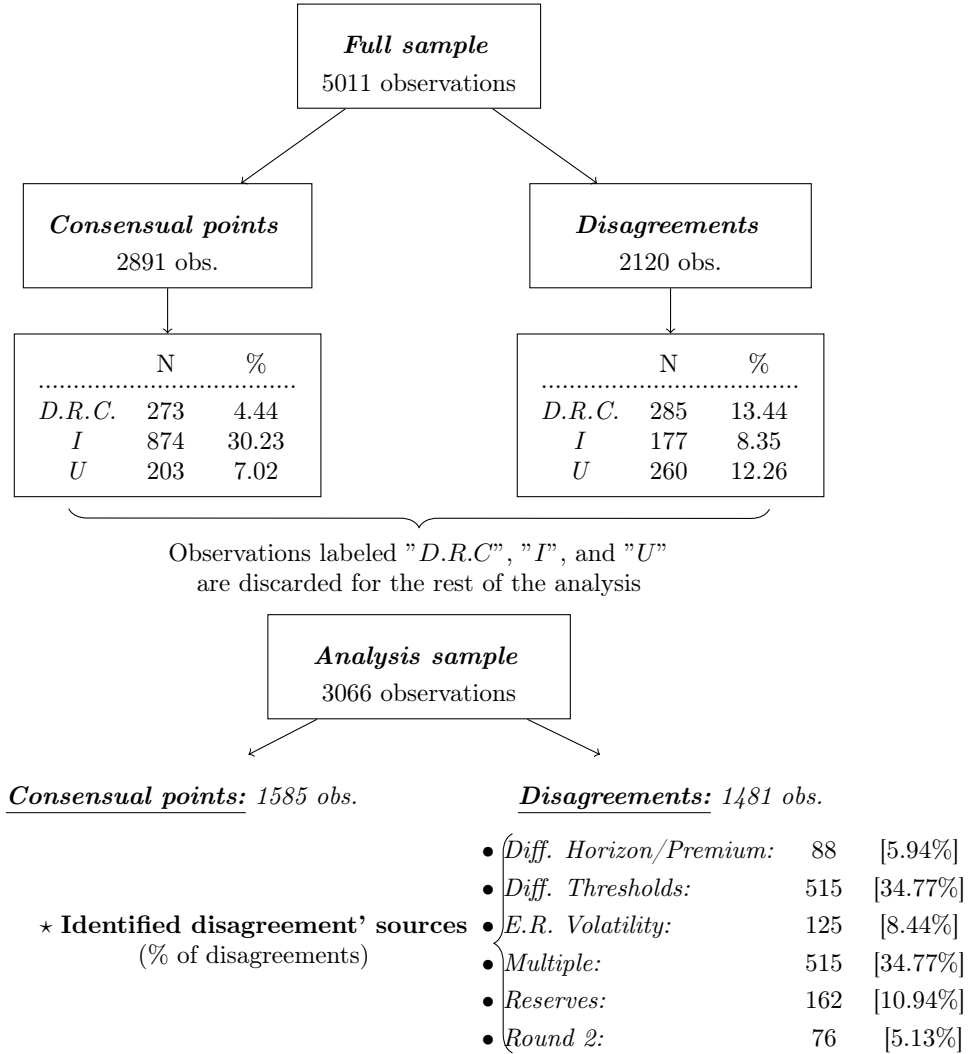 Full sample
5011 observations
Consensual points
2891 obs.
Disagreements
2120 obs.
N %
D.R.C. 273 4.44
I 874 30.23
U 203 7.02
N %
D.R.C. 285 13.44
I 177 8.35
U 260 12.26
Observations labeled ”D.R.C”, ”I”, and ”U”
are discarded for the rest of the analysis
Analysis sample
3066 observations
Consensual points: 1585 obs.
Disagreements: 1481 obs.
⋆ Identified disagreement’ sources
(% of disagreements)
• Diff. Horizon/Premium: 88 [5.94%]
• Diff. Thresholds: 515 [34.77%]
• E.R. Volatility: 125 [8.44%]
• Multiple: 515 [34.77%]
• Reserves: 162 [10.94%]
• Round 2: 76 [5.13%]